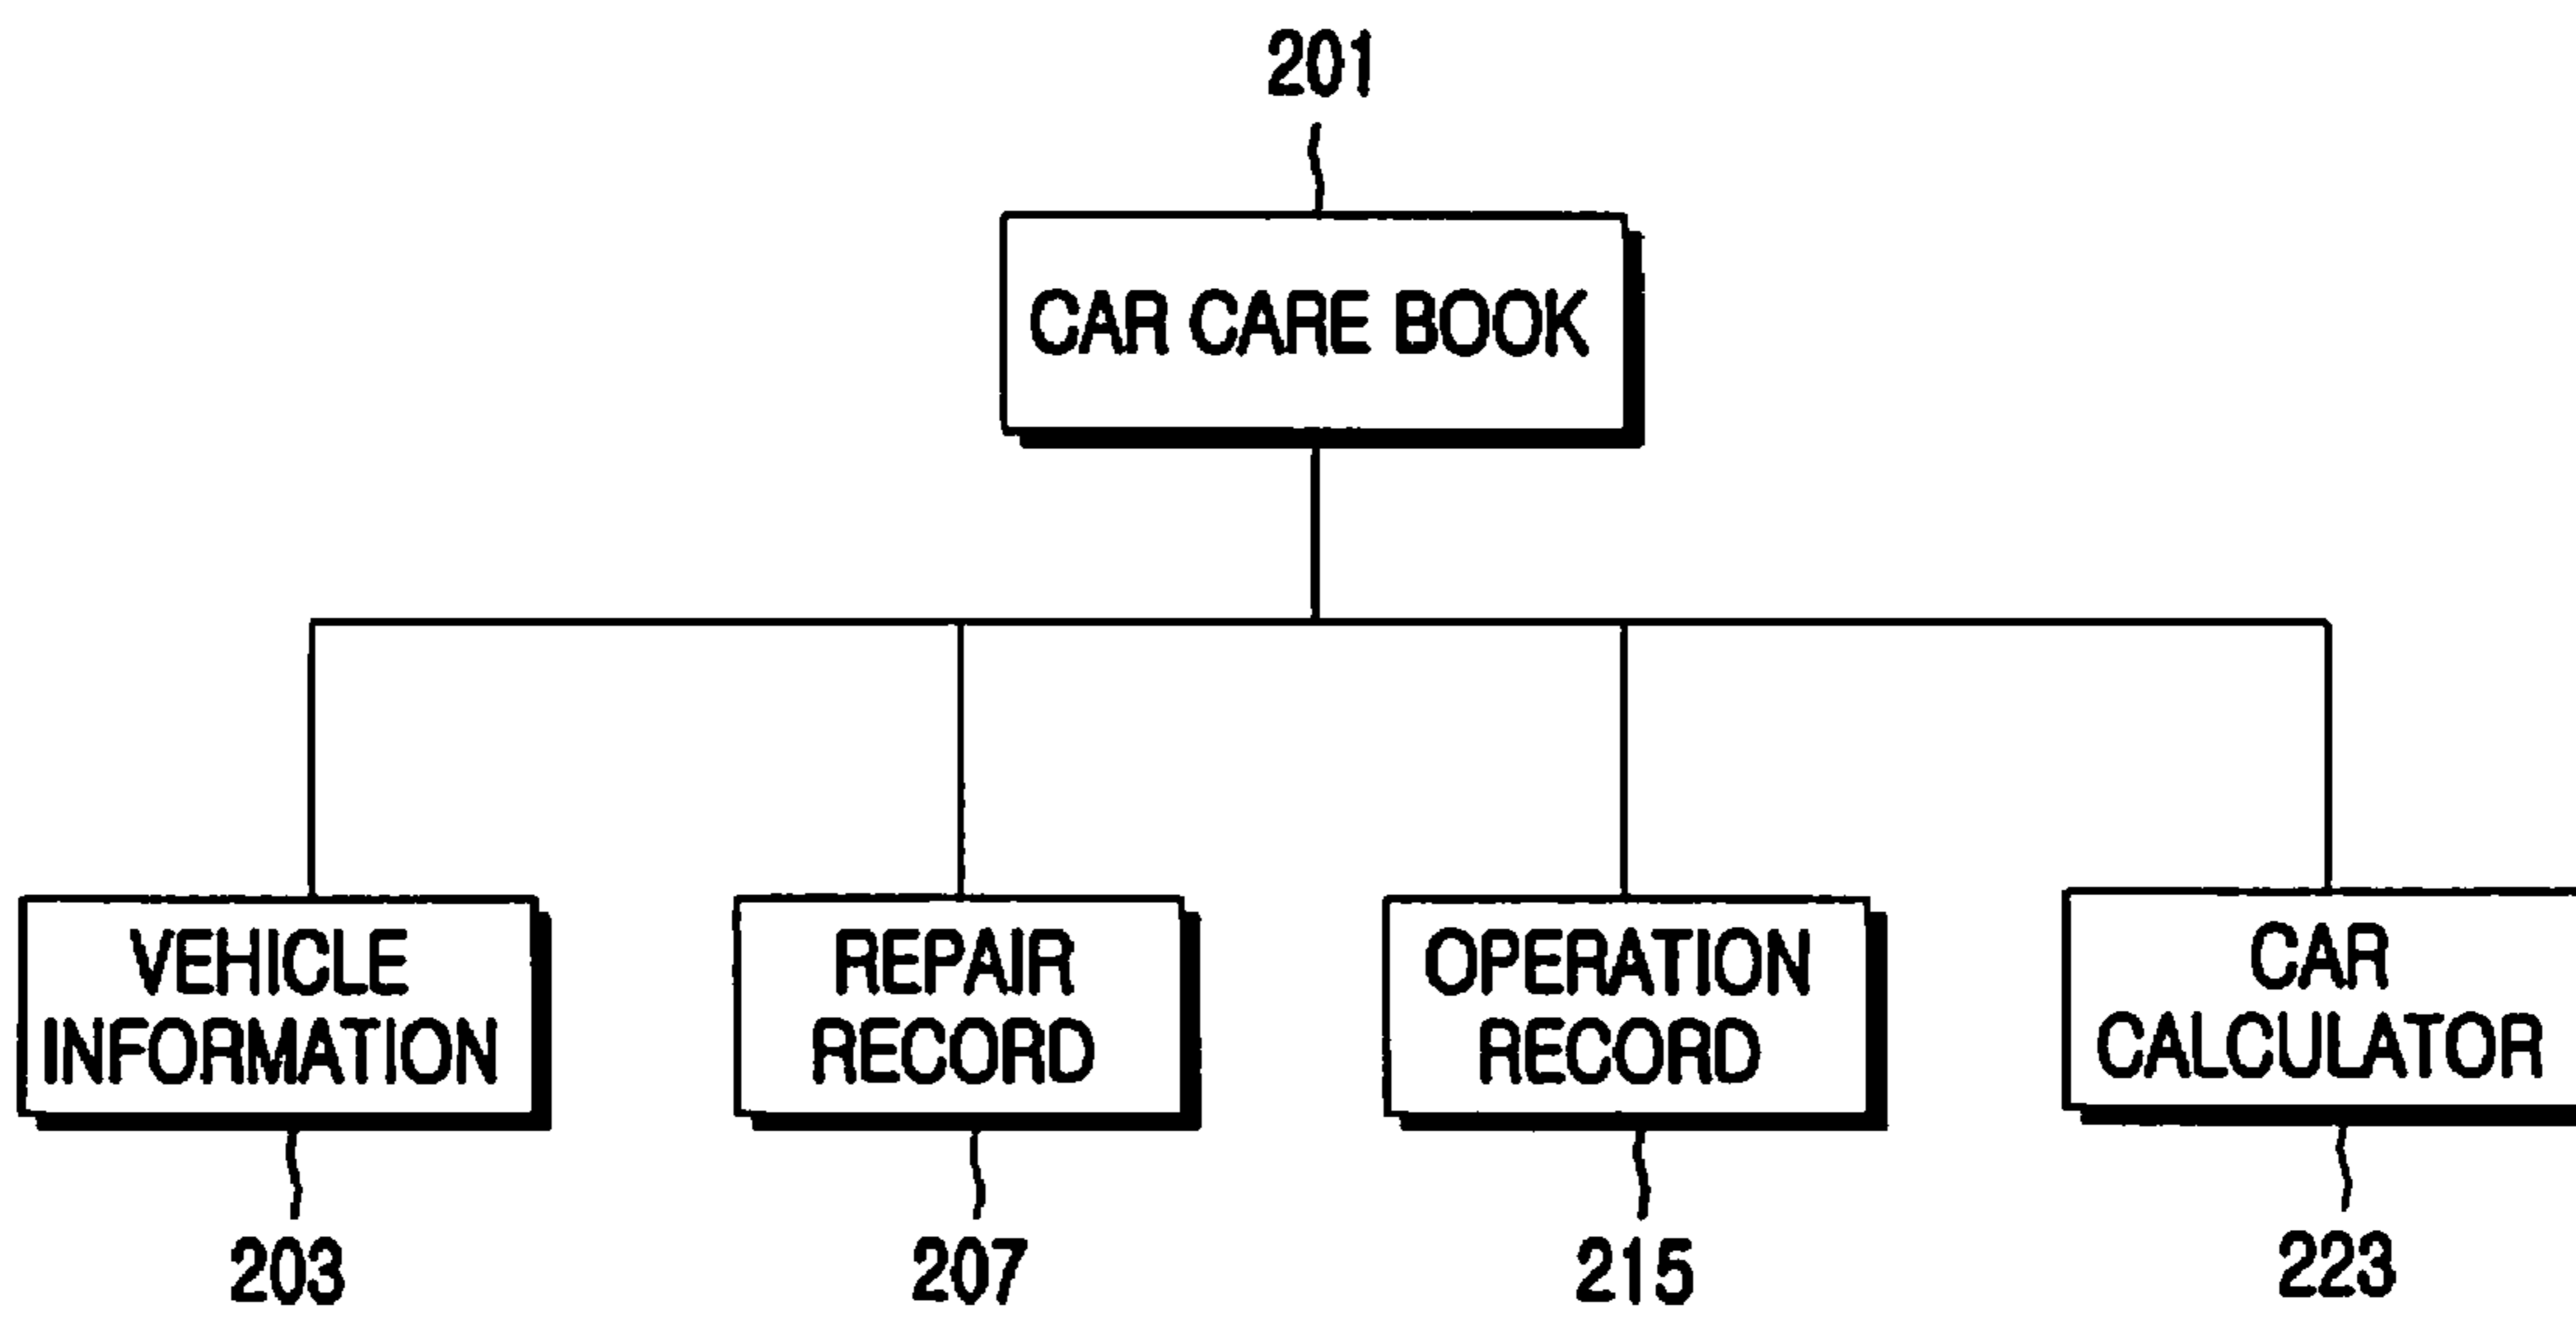 201
CAR CARE BOOK
VEHICLE
INFORMATION
REPAIR
RECORD
OPERATION
RECORD
CAR
CALCULATOR
203
207
215
223